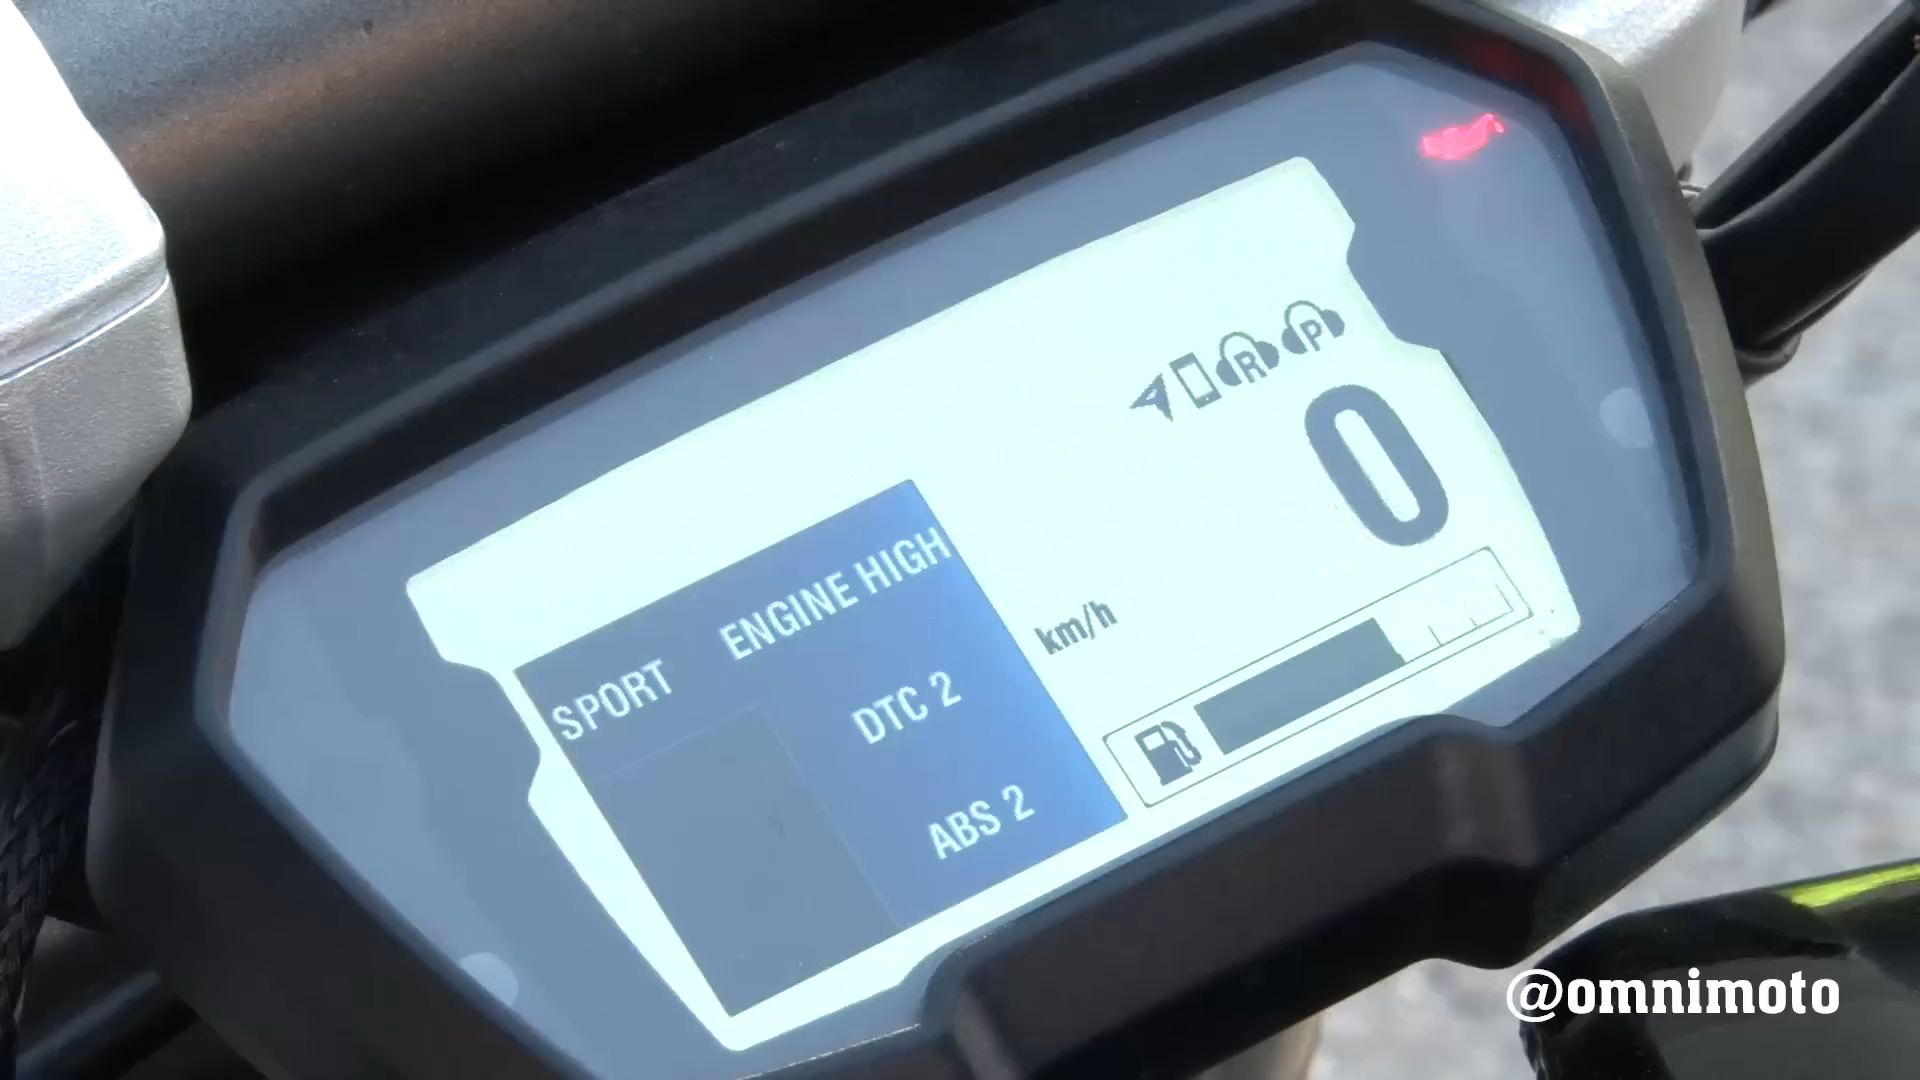 R P
0
km/h
ENGINE HIGH
SPORT
DTC 2
ABS 2
@omnimoto